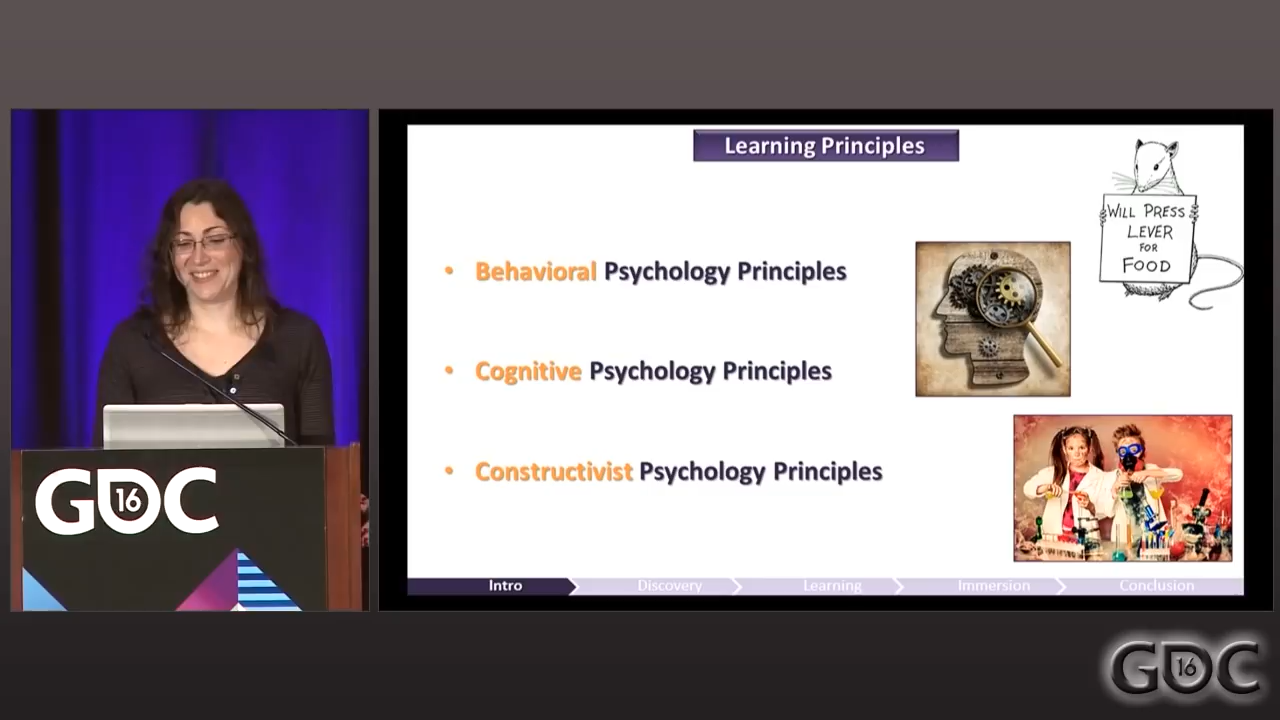 Learning Principles
WILL PRESS
LEVER
FOR
FOOD
• Behavioral Psychology Principles
• Cognitive Psychology Principles
• Constructivist Psychology Principles
Intro
Discovery
Learning
Immersion
Conclusion
GDC
16
GDC
16